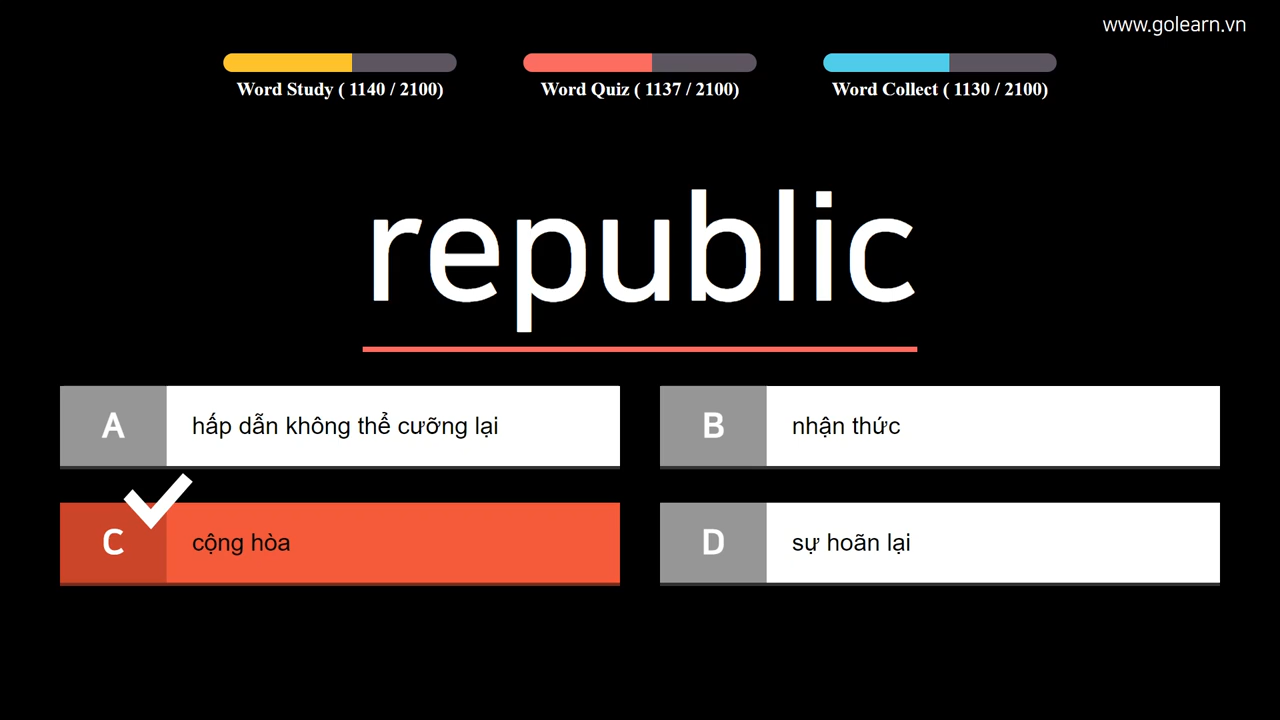 www.golearn.vn
Word Study ( 1140 / 2100)
Word Quiz ( 1137 / 2100)
Word Collect ( 1130 / 2100)
republic
A hấp dẫn không thể cưỡng lại
B nhận thức
C cộng hòa
D sự hoãn lại